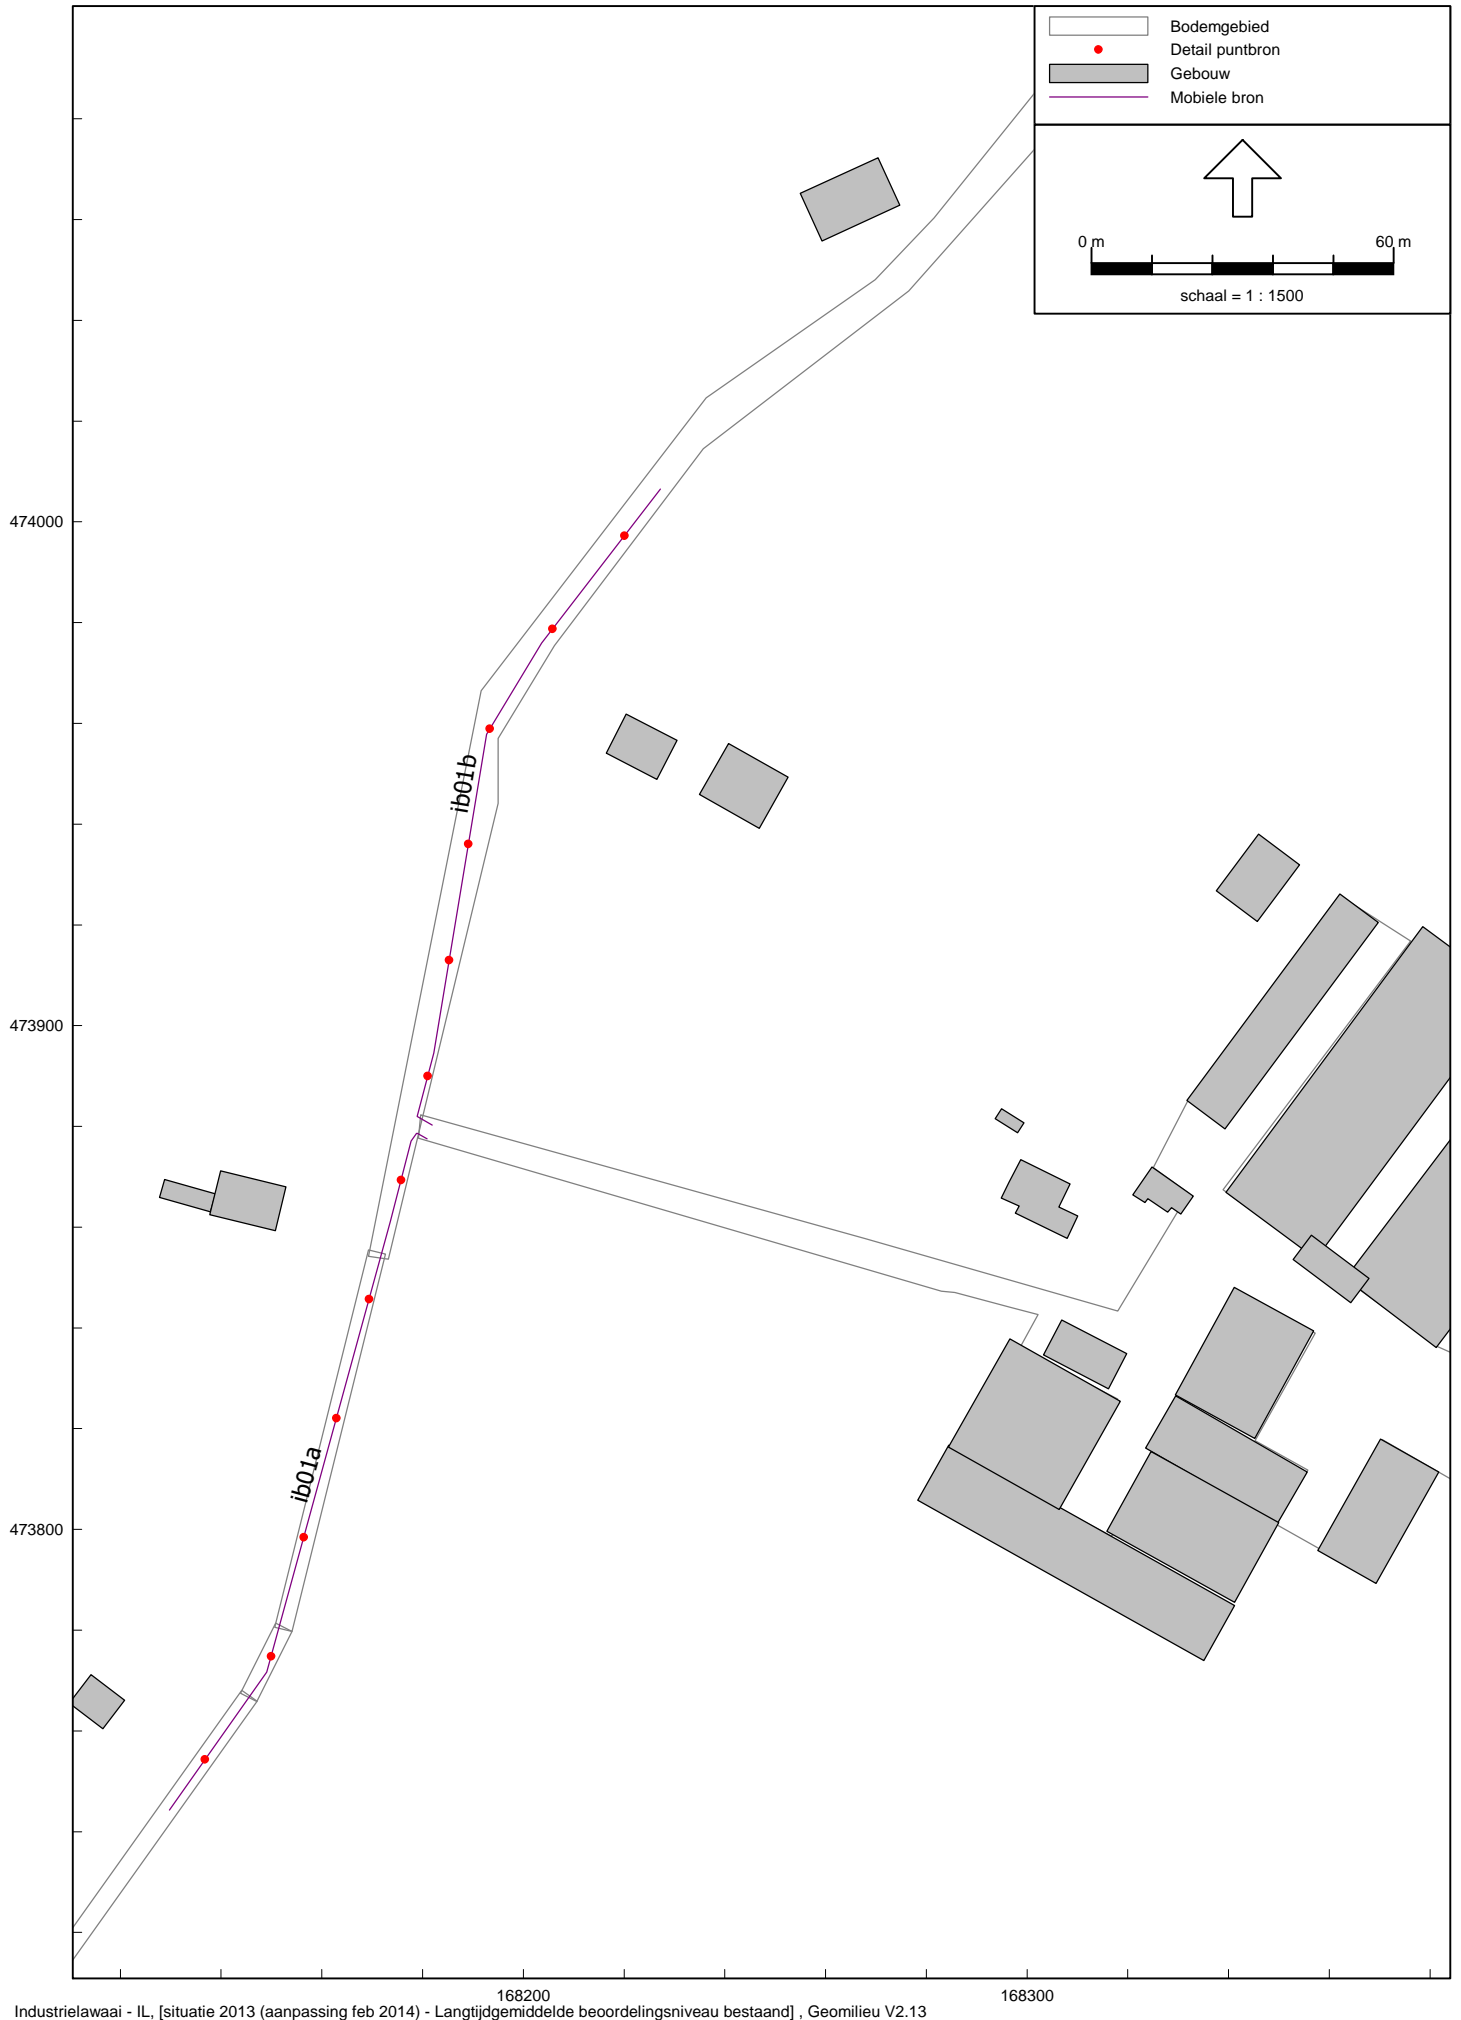 Bodemgebied
Detail puntbron
Gebouw
Mobiele bron
0 m 60 m
schaal = 1 : 1500
474000
ib01b
473900
ib01a
473800
168200 168300
Industrielawaai - IL, [situatie 2013 (aanpassing feb 2014) - Langtijdgemiddelde beoordelingsniveau bestaand] , Geomilieu V2.13